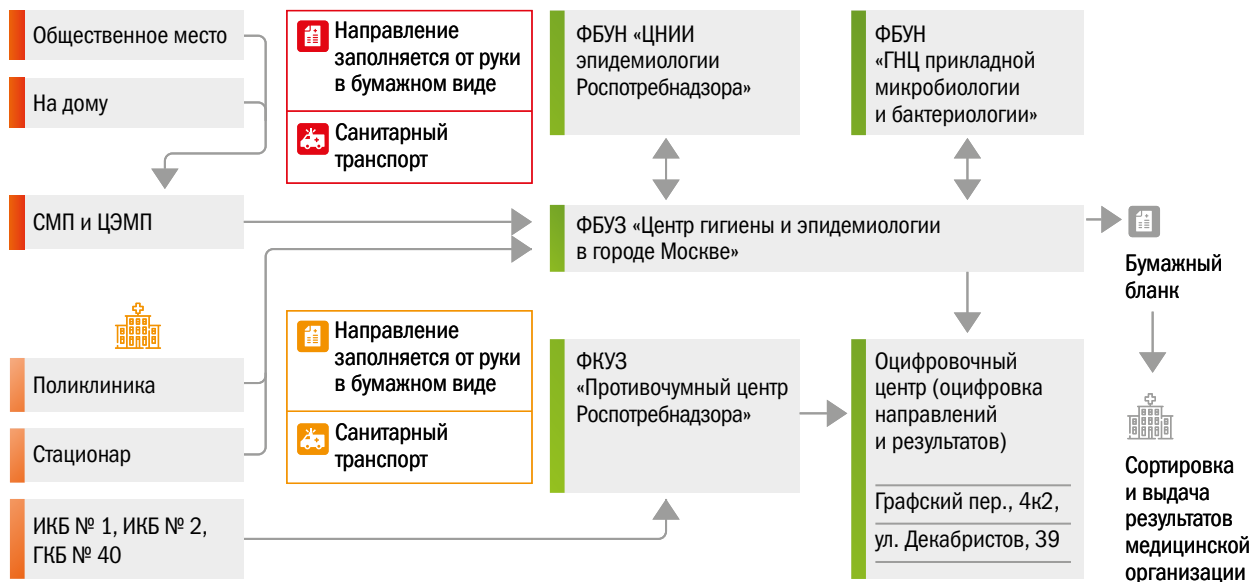 Общественное место
На дому
СМП и ЦЭМП
Поликлиника
Стационар
ИКБ № 1, ИКБ № 2,
ГКБ № 40
Направление
заполняется от руки
в бумажном виде
Санитарный
транспорт
Направление
заполняется от руки
в бумажном виде
Санитарный
транспорт
ФБУН «ЦНИИ
эпидемиологии
Роспотребнадзора»
ФБУН
«ГНЦ прикладной
микробиологии
и бактериологии»
ФБУЗ «Центр гигиены и эпидемиологии
в городе Москве»
ФКУЗ
«Противочумный центр
Роспотребнадзора»
Оцифровочный
центр (оцифровка
направлений
и результатов)
Графский пер., 4к2,
ул. Декабристов, 39
Бумажный
бланк
Сортировка
и выдача
результатов
медицинской
организации